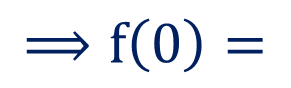 ⟹ f(0) =